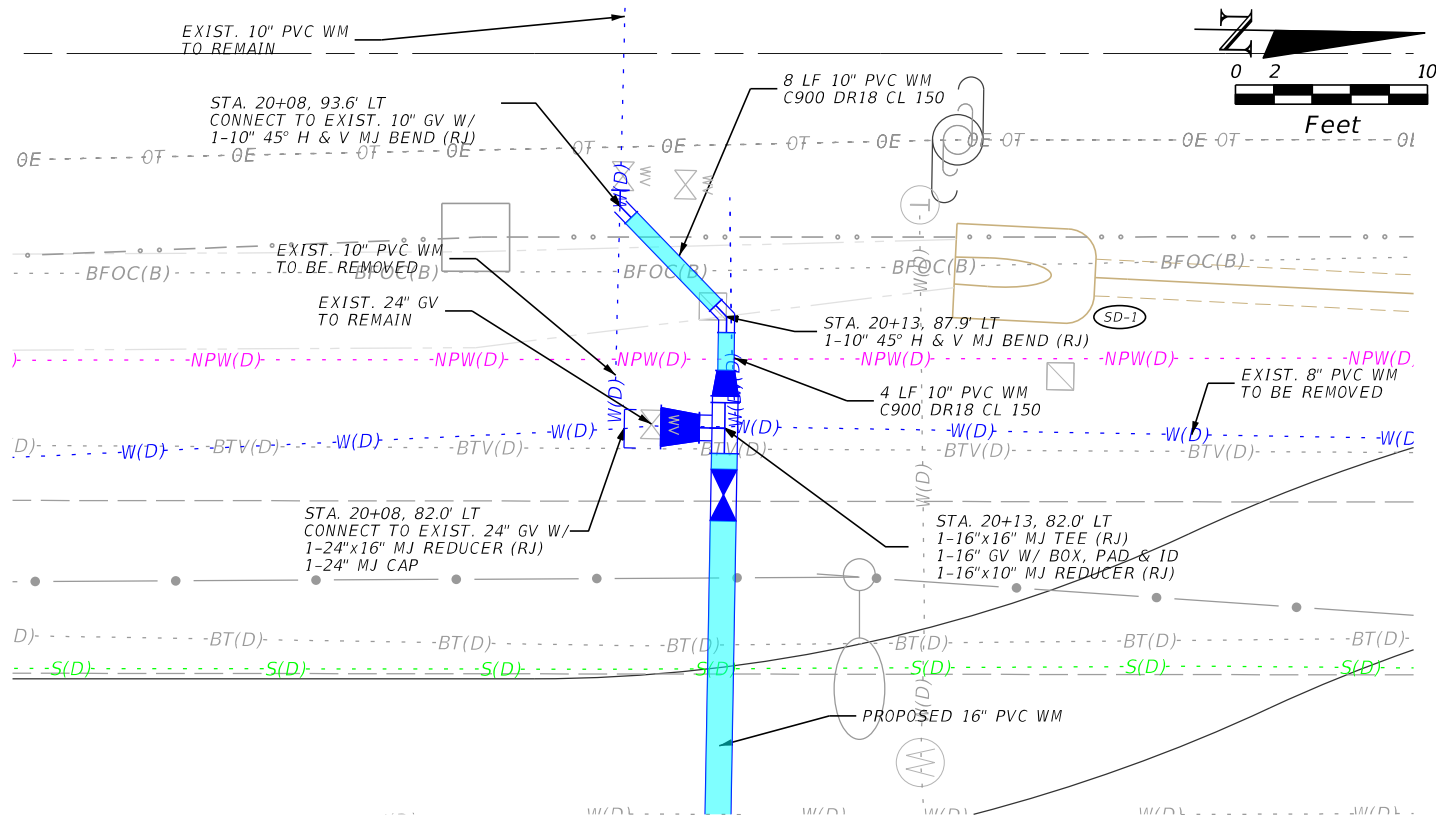 EXIST. 10" PVC WM
TO REMAIN
N
0 2 10
Feet
8 LF 10" PVC WM
C900 DR18 CL 150
STA. 20+08, 93.6' LT
CONNECT TO EXIST. 10" GV W/
1-10" 45° H & V MJ BEND (RJ)
OE OT OE OT OE OT OE OT OE OE OT OE OT
W(D) WV WV
T
EXIST. 10" PVC WM
TO BE REMOVED
BFOC(B) BFOC(B) BFOC(B) BFOC(B) BFOC(B)
W(D)
EXIST. 24" GV
TO REMAIN
SD-1
STA. 20+13, 87.9' LT
1-10" 45° H & V MJ BEND (RJ)
NPW(D) NPW(D) NPW(D) NPW(D) NPW(D) NPW(D)
EXIST. 8" PVC WM
TO BE REMOVED
4 LF 10" PVC WM
C900 DR18 CL 150
W(D)
WV
W(D) W(D) W(D) W(D) W(D) W(D)
D) BTV(D) BTV(D) BTV(D) BTV(D)
W(D)
STA. 20+08, 82.0' LT
CONNECT TO EXIST. 24" GV W/
1-24"x16" MJ REDUCER (RJ)
1-24" MJ CAP
STA. 20+13, 82.0' LT
1-16"x16" MJ TEE (RJ)
1-16" GV W/ BOX, PAD & ID
1-16"x10" MJ REDUCER (RJ)
D) BT(D) BT(D) BT(D) BT(D) BT(D) BT(D)
S(D) S(D) S(D) S(D) S(D) S(D) S(D)
W(D)
PROPOSED 16" PVC WM
W
W(D) W(D) W(D) W(D) W(D)